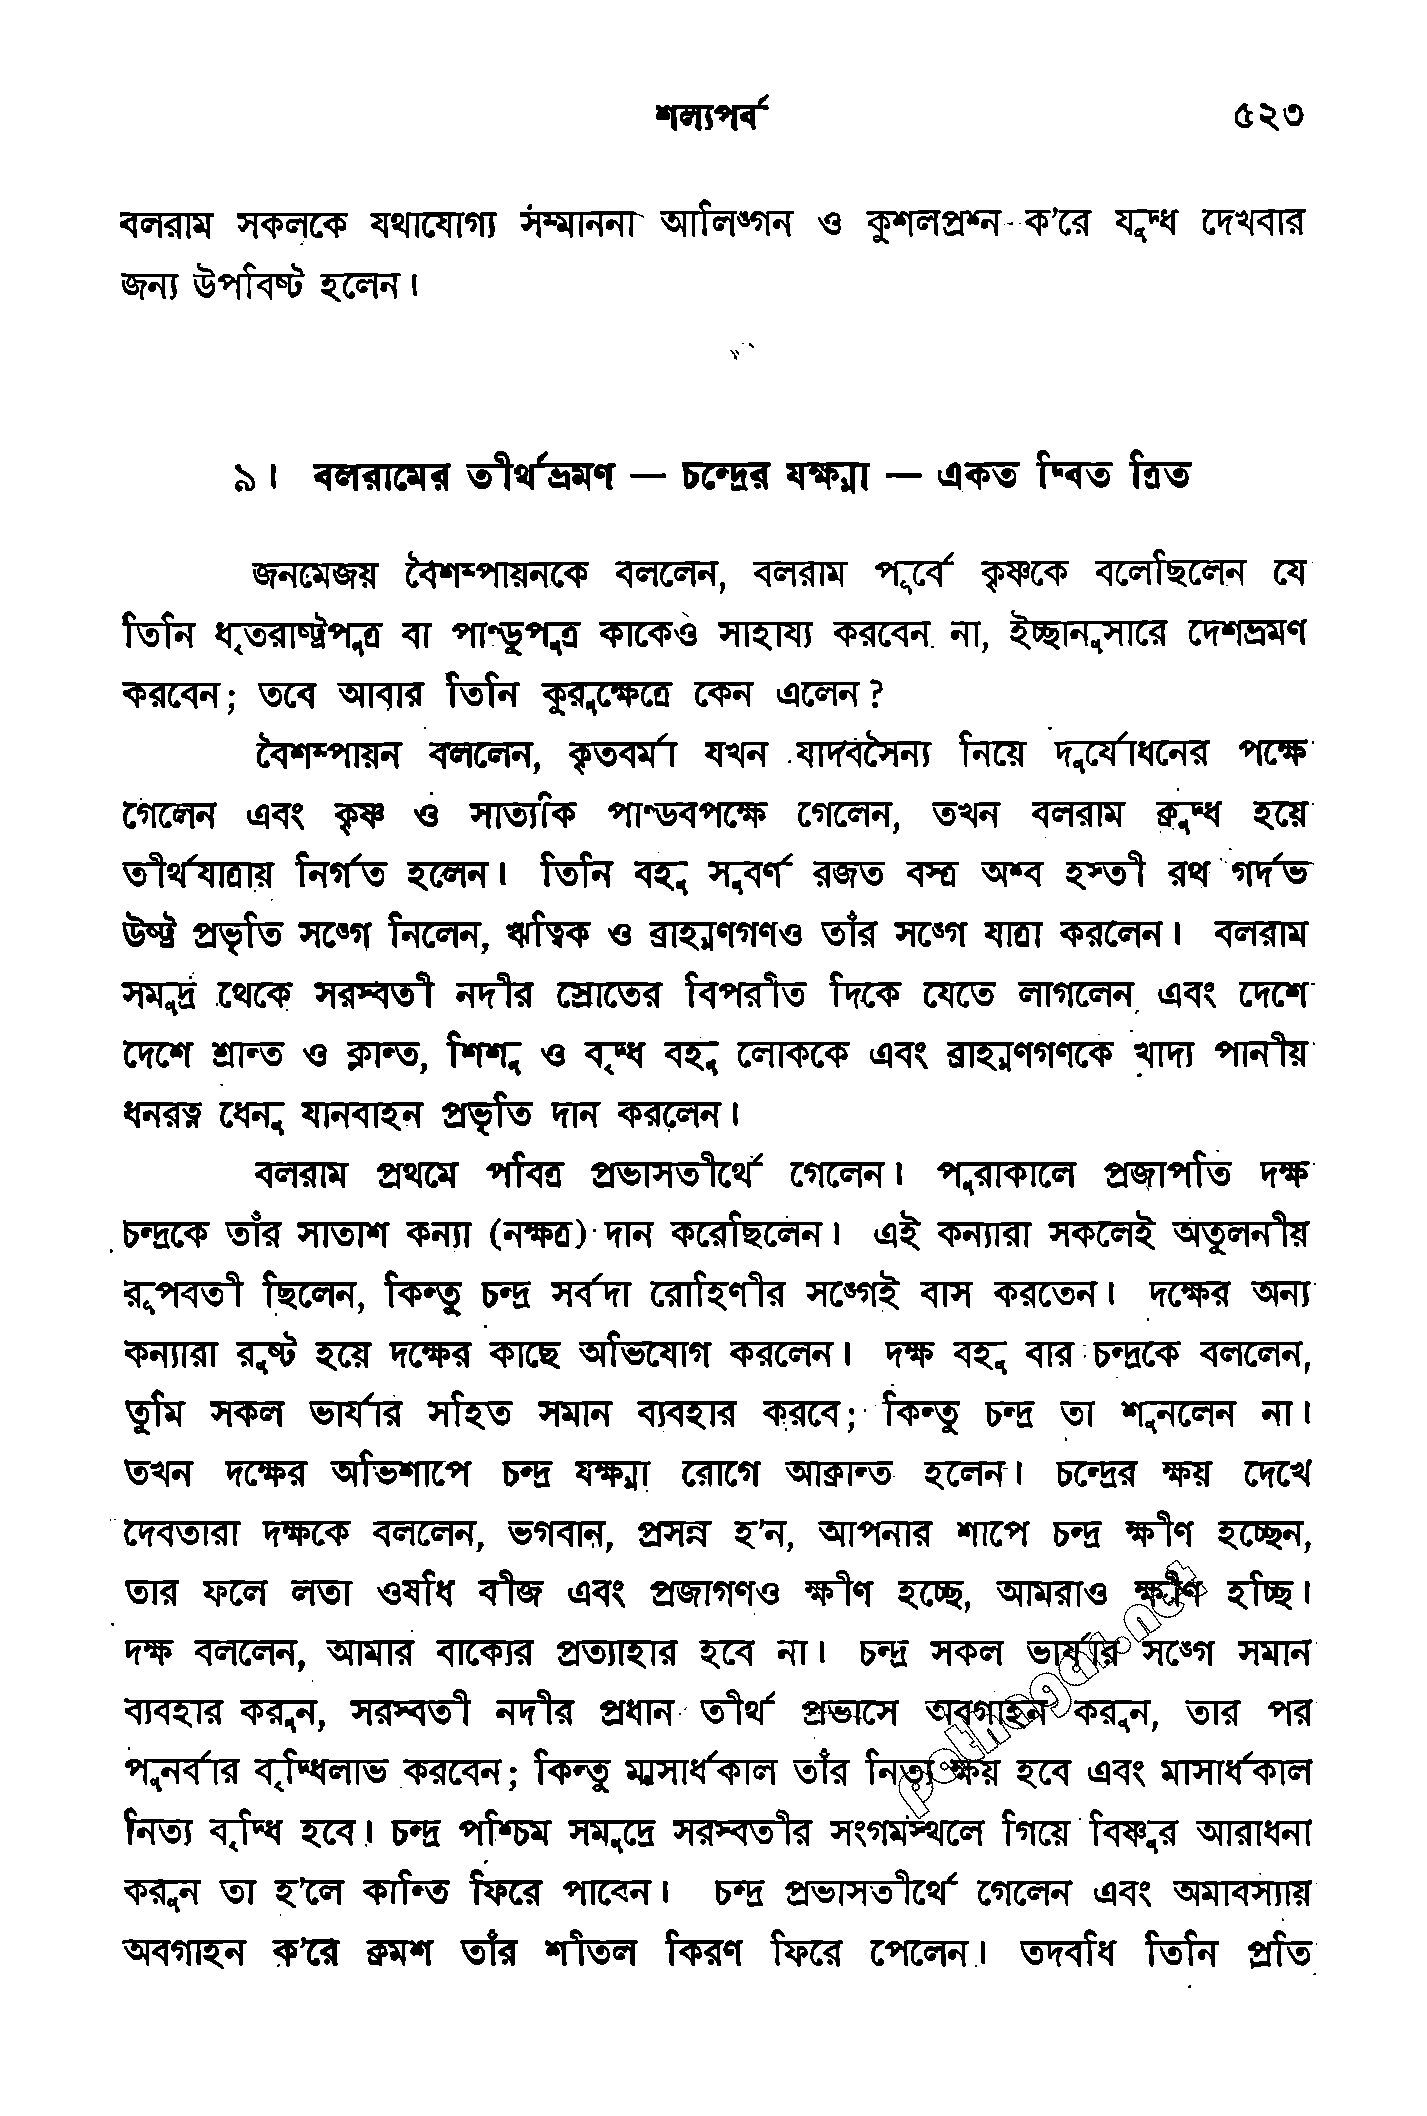 শল্যপর্ব ৫২৩
বলরাম সকলকে যথাযোগ্য সম্মাননা আলিঙ্গন ও কুশলপ্রশ্ন ক'রে যুদ্ধ দেখবার
জন্য উপবিষ্ট হলেন।
৯। বলরামের তীর্থভ্রমণ — চন্দ্রের যক্ষ্মা — একত দ্বিত ত্রিত
জনমেজয় বৈশম্পায়নকে বললেন, বলরাম পূর্বে কৃষ্ণকে বলেছিলেন যে
তিনি ধৃতরাষ্ট্রপুত্র বা পাণ্ডুপুত্র কাকেও সাহায্য করবেন না, ইচ্ছানুসারে দেশভ্রমণ
করবেন; তবে আবার তিনি কুরুক্ষেত্রে কেন এলেন?
বৈশম্পায়ন বললেন, কৃতবর্মা যখন যাদবসৈন্য নিয়ে দুর্যোধনের পক্ষে
গেলেন এবং কৃষ্ণ ও সাত্যকি পাণ্ডবপক্ষে গেলেন, তখন বলরাম ক্রুদ্ধ হয়ে
তীর্থযাত্রায় নির্গত হলেন। তিনি বহু সুবর্ণ রজত বস্ত্র অশ্ব হস্তী রথ গর্দভ
উষ্ট্র প্রভৃতি সঙ্গে নিলেন, ঋত্বিক ও ব্রাহ্মণগণও তাঁর সঙ্গে যাত্রা করলেন। বলরাম
সমুদ্র থেকে সরস্বতী নদীর স্রোতের বিপরীত দিকে যেতে লাগলেন এবং দেশে
দেশে শ্রান্ত ও ক্লান্ত, শিশু ও বৃদ্ধ বহু লোককে এবং ব্রাহ্মণগণকে খাদ্য পানীয়
ধনরত্ন ধেনু যানবাহন প্রভৃতি দান করলেন।
বলরাম প্রথমে পবিত্র প্রভাসতীর্থে গেলেন। পুরাকালে প্রজাপতি দক্ষ
চন্দ্রকে তাঁর সাতাশ কন্যা (নক্ষত্র) দান করেছিলেন। এই কন্যারা সকলেই অতুলনীয়
রূপবতী ছিলেন, কিন্তু চন্দ্র সর্বদা রোহিণীর সঙ্গেই বাস করতেন। দক্ষের অন্য
কন্যারা রুষ্ট হয়ে দক্ষের কাছে অভিযোগ করলেন। দক্ষ বহু বার চন্দ্রকে বললেন,
তুমি সকল ভার্যার সহিত সমান ব্যবহার করবে; কিন্তু চন্দ্র তা শুনলেন না।
তখন দক্ষের অভিশাপে চন্দ্র যক্ষ্মা রোগে আক্রান্ত হলেন। চন্দ্রের ক্ষয় দেখে
দেবতারা দক্ষকে বললেন, ভগবান, প্রসন্ন হ'ন, আপনার শাপে চন্দ্র ক্ষীণ হচ্ছেন,
তার ফলে লতা ওষধি বীজ এবং প্রজাগণও ক্ষীণ হচ্ছে, আমরাও ক্ষীণ হচ্ছি।
দক্ষ বললেন, আমার বাক্যের প্রত্যাহার হবে না। চন্দ্র সকল ভার্যার সঙ্গে সমান
ব্যবহার করুন, সরস্বতী নদীর প্রধান তীর্থ প্রভাসে অবগাহন করুন, তার পর
পুনর্বার বৃদ্ধিলাভ করবেন; কিন্তু মাসার্ধকাল তাঁর নিত্য ক্ষয় হবে এবং মাসার্ধকাল
নিত্য বৃদ্ধি হবে। চন্দ্র পশ্চিম সমুদ্রে সরস্বতীর সংগমস্থলে গিয়ে বিষ্ণুর আরাধনা
করুন তা হ'লে কান্তি ফিরে পাবেন। চন্দ্র প্রভাসতীর্থে গেলেন এবং অমাবস্যায়
অবগাহন ক'রে ক্রমশ তাঁর শীতল কিরণ ফিরে পেলেন। তদবধি তিনি প্রতি
pathagar.net